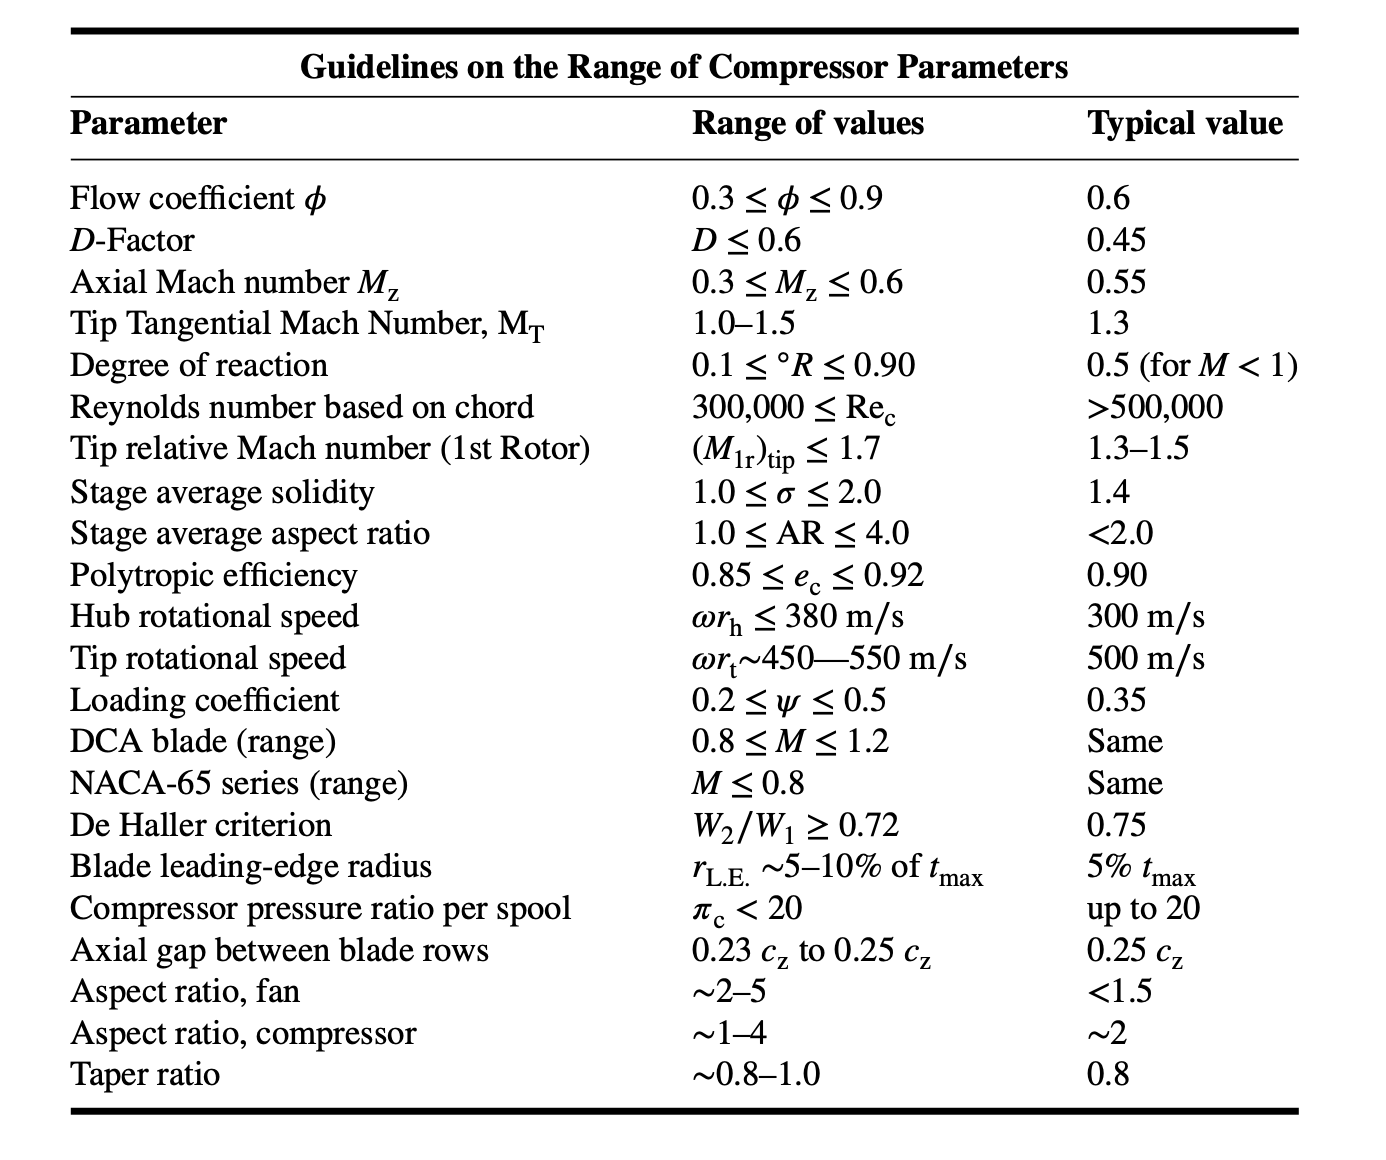 Guidelines on the Range of Compressor Parameters
Parameter Range of values Typical value
Flow coefficient ϕ 0.3 ≤ ϕ ≤ 0.9 0.6
D-Factor D ≤ 0.6 0.45
Axial Mach number M_z 0.3 ≤ M_z ≤ 0.6 0.55
Tip Tangential Mach Number, M_T 1.0–1.5 1.3
Degree of reaction 0.1 ≤ °R ≤ 0.90 0.5 (for M < 1)
Reynolds number based on chord 300,000 ≤ Re_c >500,000
Tip relative Mach number (1st Rotor) (M_1r)_tip ≤ 1.7 1.3–1.5
Stage average solidity 1.0 ≤ σ ≤ 2.0 1.4
Stage average aspect ratio 1.0 ≤ AR ≤ 4.0 <2.0
Polytropic efficiency 0.85 ≤ e_c ≤ 0.92 0.90
Hub rotational speed ωr_h ≤ 380 m/s 300 m/s
Tip rotational speed ωr_t~450—550 m/s 500 m/s
Loading coefficient 0.2 ≤ ψ ≤ 0.5 0.35
DCA blade (range) 0.8 ≤ M ≤ 1.2 Same
NACA-65 series (range) M ≤ 0.8 Same
De Haller criterion W_2/W_1 ≥ 0.72 0.75
Blade leading-edge radius r_L.E. ~5–10% of t_max 5% t_max
Compressor pressure ratio per spool π_c < 20 up to 20
Axial gap between blade rows 0.23 c_z to 0.25 c_z 0.25 c_z
Aspect ratio, fan ~2–5 <1.5
Aspect ratio, compressor ~1–4 ~2
Taper ratio ~0.8–1.0 0.8